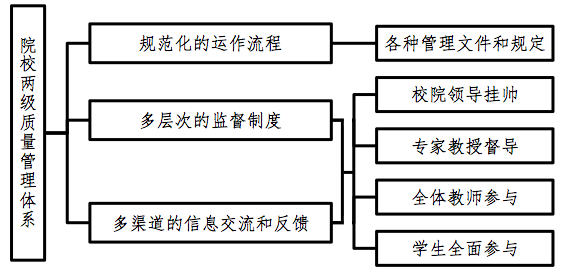 院校两级质量管理体系
规范化的运作流程
各种管理文件和规定
多层次的监督制度
多渠道的信息交流和反馈
校院领导挂帅
专家教授督导
全体教师参与
学生全面参与